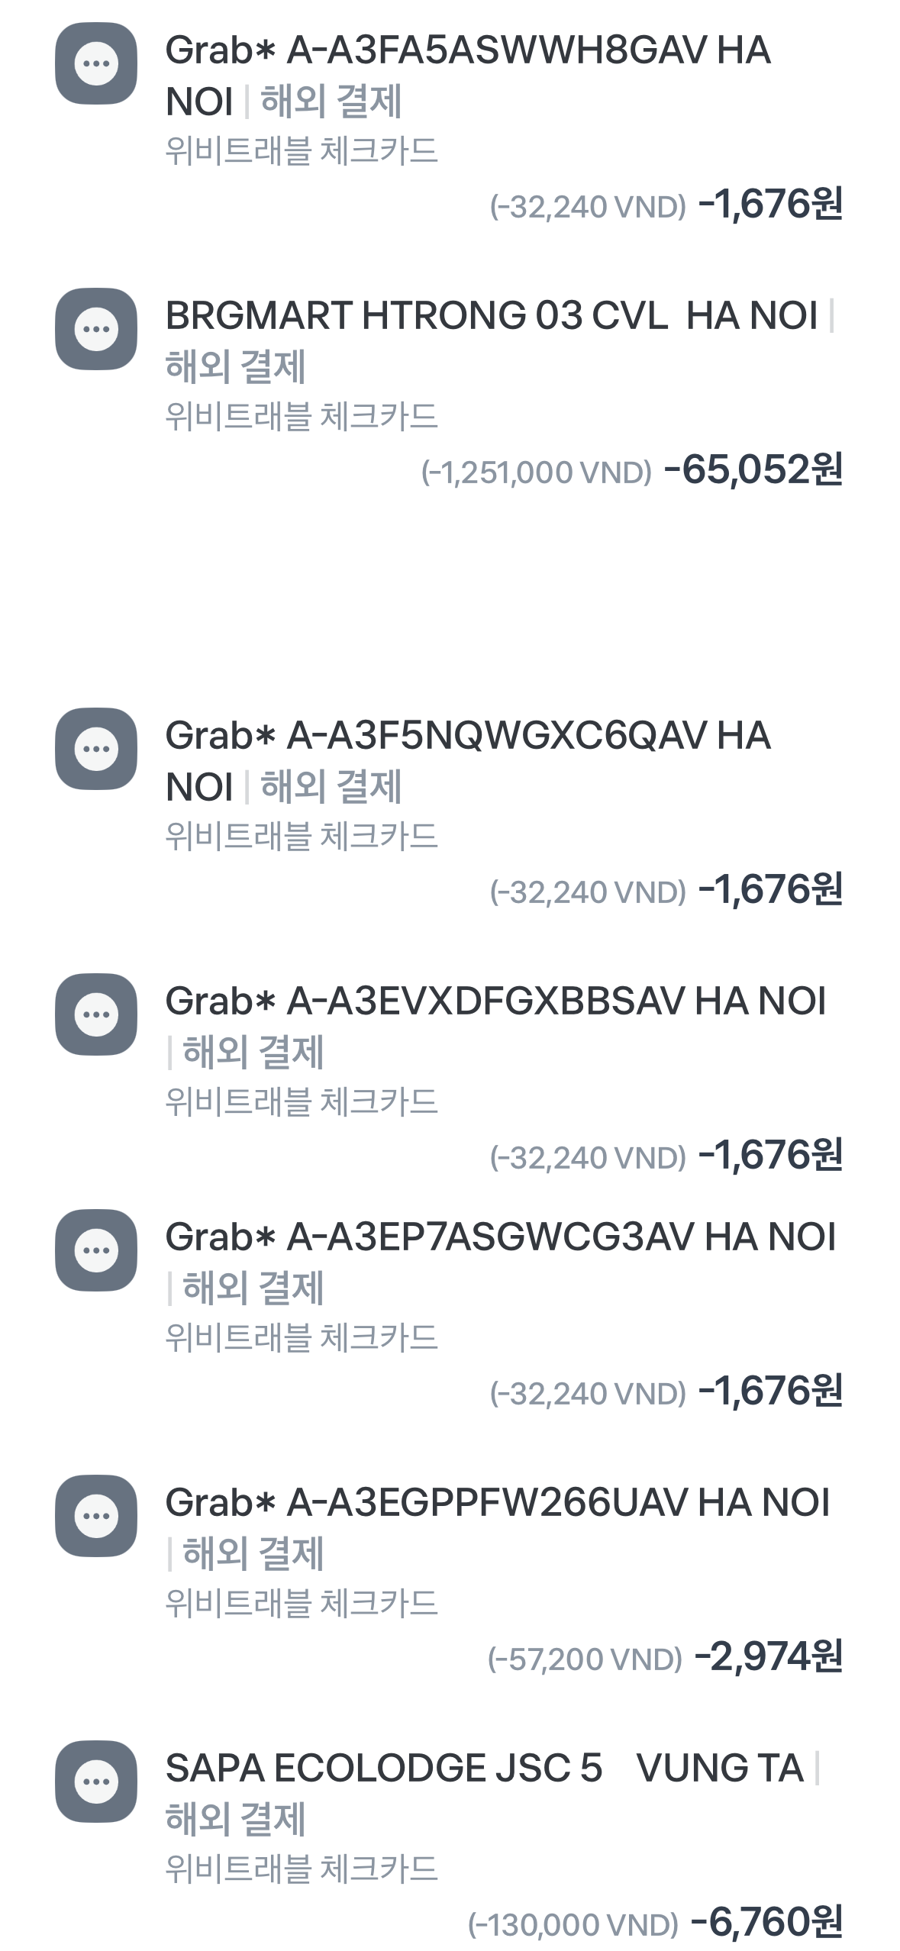 Grab* A-A3FA5ASWWH8GAV HA
NOI | 해외 결제
위비트래블 체크카드
(-32,240 VND) -1,676원
BRGMART HTRONG 03 CVL  HA NOI |
해외 결제
위비트래블 체크카드
(-1,251,000 VND) -65,052원
Grab* A-A3F5NQWGXC6QAV HA
NOI | 해외 결제
위비트래블 체크카드
(-32,240 VND) -1,676원
Grab* A-A3EVXDFGXBBSAV HA NOI
| 해외 결제
위비트래블 체크카드
(-32,240 VND) -1,676원
Grab* A-A3EP7ASGWCG3AV HA NOI
| 해외 결제
위비트래블 체크카드
(-32,240 VND) -1,676원
Grab* A-A3EGPPFW266UAV HA NOI
| 해외 결제
위비트래블 체크카드
(-57,200 VND) -2,974원
SAPA ECOLODGE JSC 5    VUNG TA |
해외 결제
위비트래블 체크카드
(-130,000 VND) -6,760원